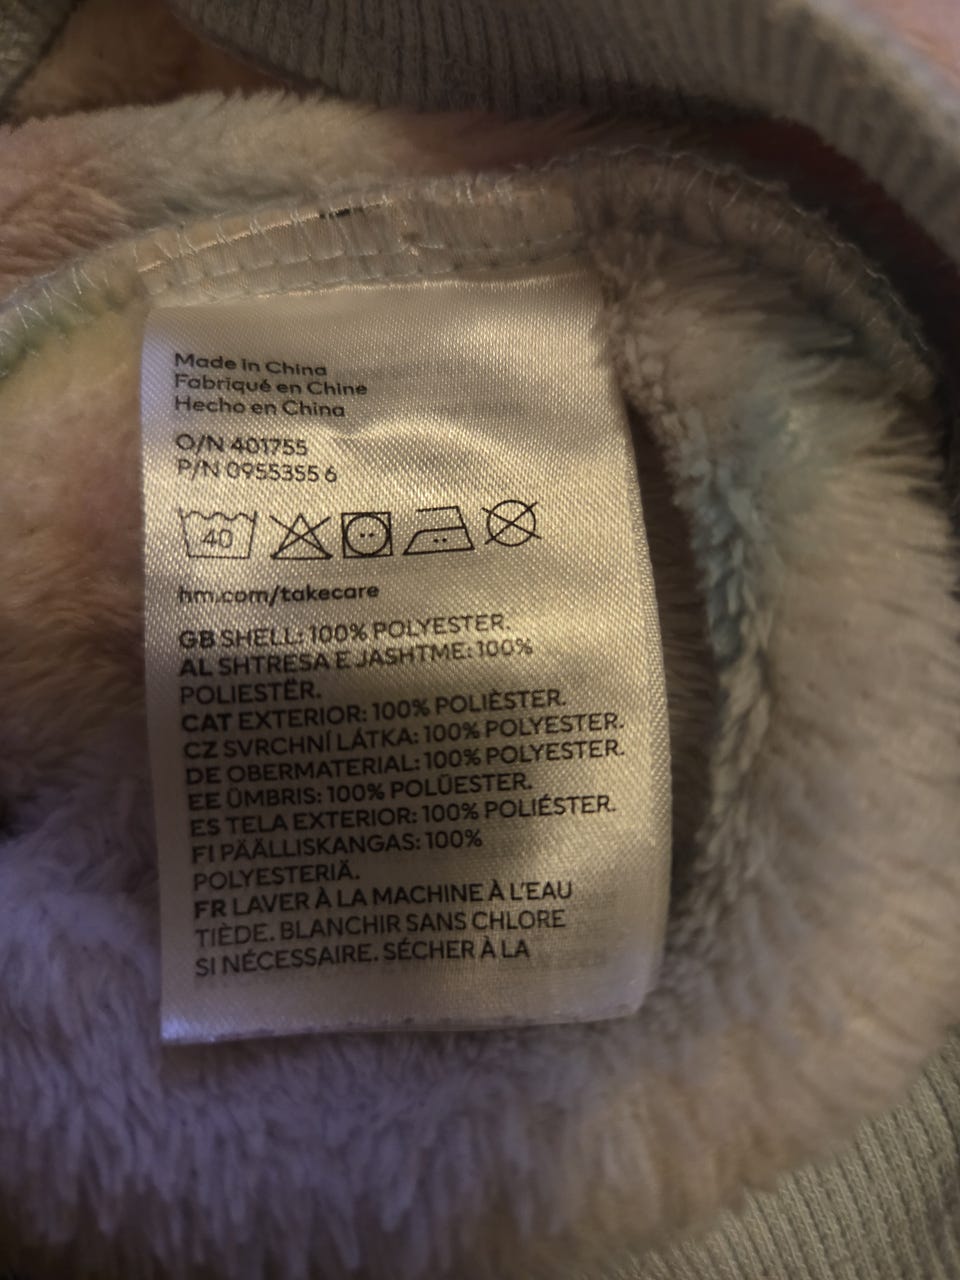 Made in China
Fabriqué en Chine
Hecho en China
O/N 401755
P/N 0955355 6
40
hm.com/takecare
GB SHELL: 100% POLYESTER.
AL SHTRESA E JASHTME: 100%
POLIESTËR.
CAT EXTERIOR: 100% POLIÈSTER.
CZ SVRCHNÍ LÁTKA: 100% POLYESTER.
DE OBERMATERIAL: 100% POLYESTER.
EE ÜMBRIS: 100% POLÜESTER.
ES TELA EXTERIOR: 100% POLIÉSTER.
FI PÄÄLLISKANGAS: 100%
POLYESTERIÄ.
FR LAVER À LA MACHINE À L'EAU
TIÈDE. BLANCHIR SANS CHLORE
SI NÉCESSAIRE. SÉCHER À LA